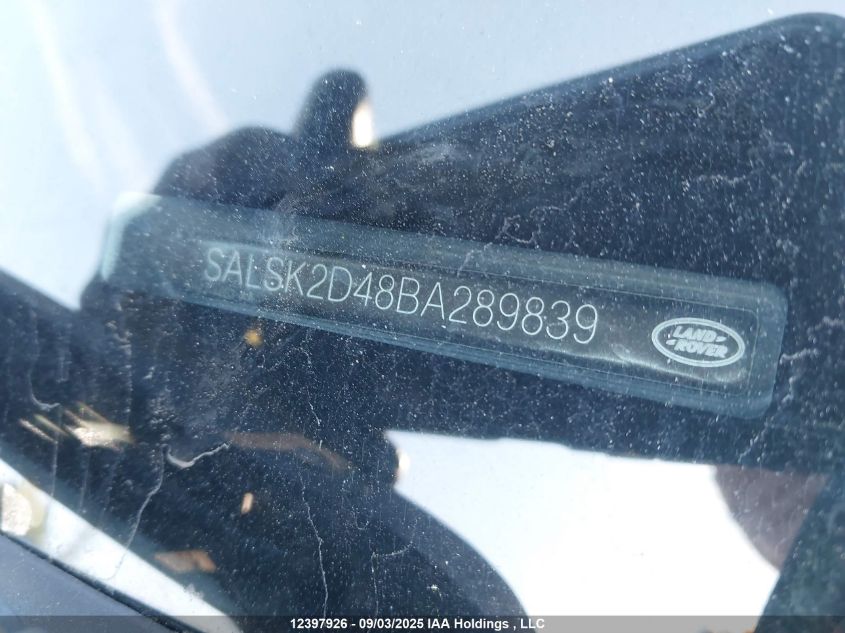 SALSK2D48BA289839
LAND
ROVER
12397926 - 09/03/2025 IAA Holdings , LLC